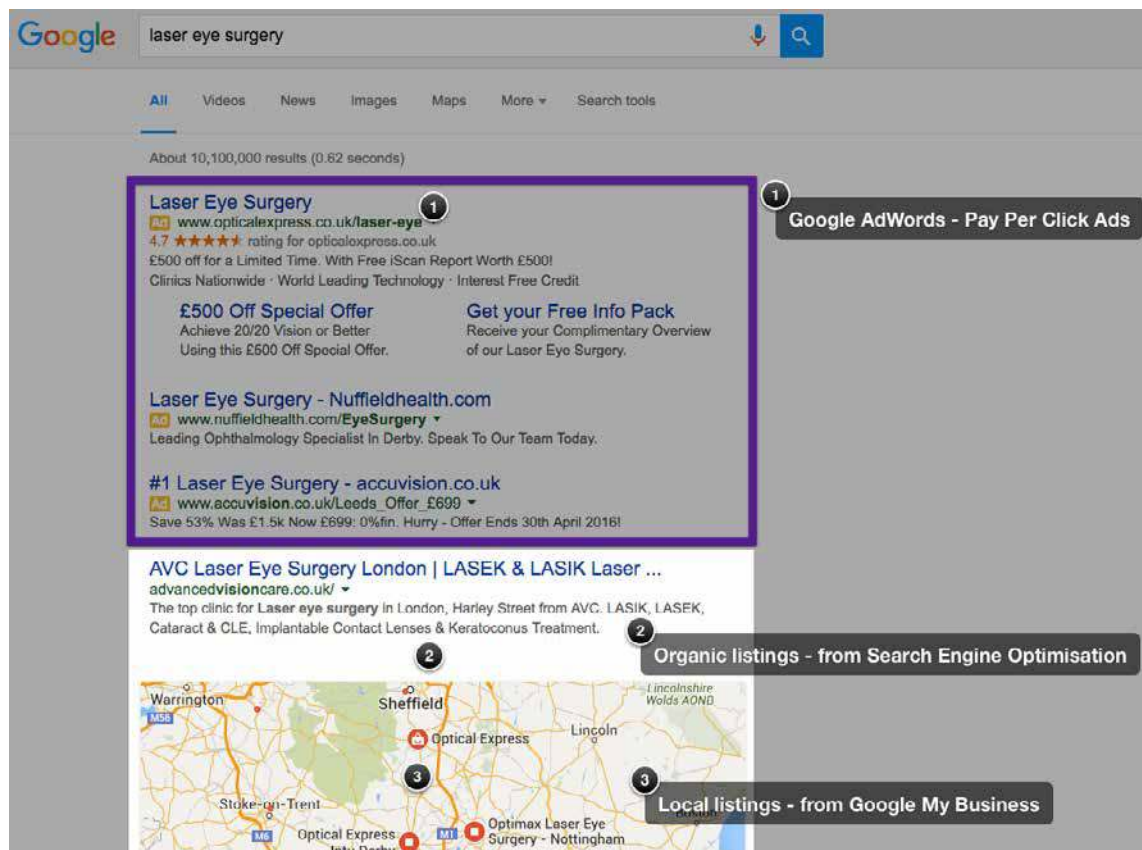 Google
laser eye surgery
All Videos News Images Maps More Search tools
About 10,100,000 results (0.62 seconds)
Laser Eye Surgery
1
1
Ad www.opticalexpress.co.uk/laser-eye
Google AdWords - Pay Per Click Ads
4.7 ★★★★★ rating for opticalexpress.co.uk
£500 off for a Limited Time. With Free iScan Report Worth £500!
Clinics Nationwide · World Leading Technology · Interest Free Credit
£500 Off Special Offer
Achieve 20/20 Vision or Better
Using this £500 Off Special Offer.
Get your Free Info Pack
Receive your Complimentary Overview
of our Laser Eye Surgery.
Laser Eye Surgery - Nuffieldhealth.com
Ad www.nuffieldhealth.com/EyeSurgery
Leading Ophthalmology Specialist In Derby. Speak To Our Team Today.
#1 Laser Eye Surgery - accuvision.co.uk
Ad www.accuvision.co.uk/Leeds_Offer_£699
Save 53% Was £1.5k Now £699: 0%fin. Hurry - Offer Ends 30th April 2016!
AVC Laser Eye Surgery London | LASEK & LASIK Laser ...
advancedvisioncare.co.uk/
The top clinic for Laser eye surgery in London, Harley Street from AVC. LASIK, LASEK,
Cataract & CLE, Implantable Contact Lenses & Keratoconus Treatment.
2
Organic listings - from Search Engine Optimisation
2
Warrington
M56
Sheffield
Lincolnshire
Wolds AONB
Optical Express
Lincoln
3
3
Local listings - from Google My Business
Stoke-on-Trent
Boston
M6
Optical Express
Intu Derby
M1
Optimax Laser Eye
Surgery - Nottingham